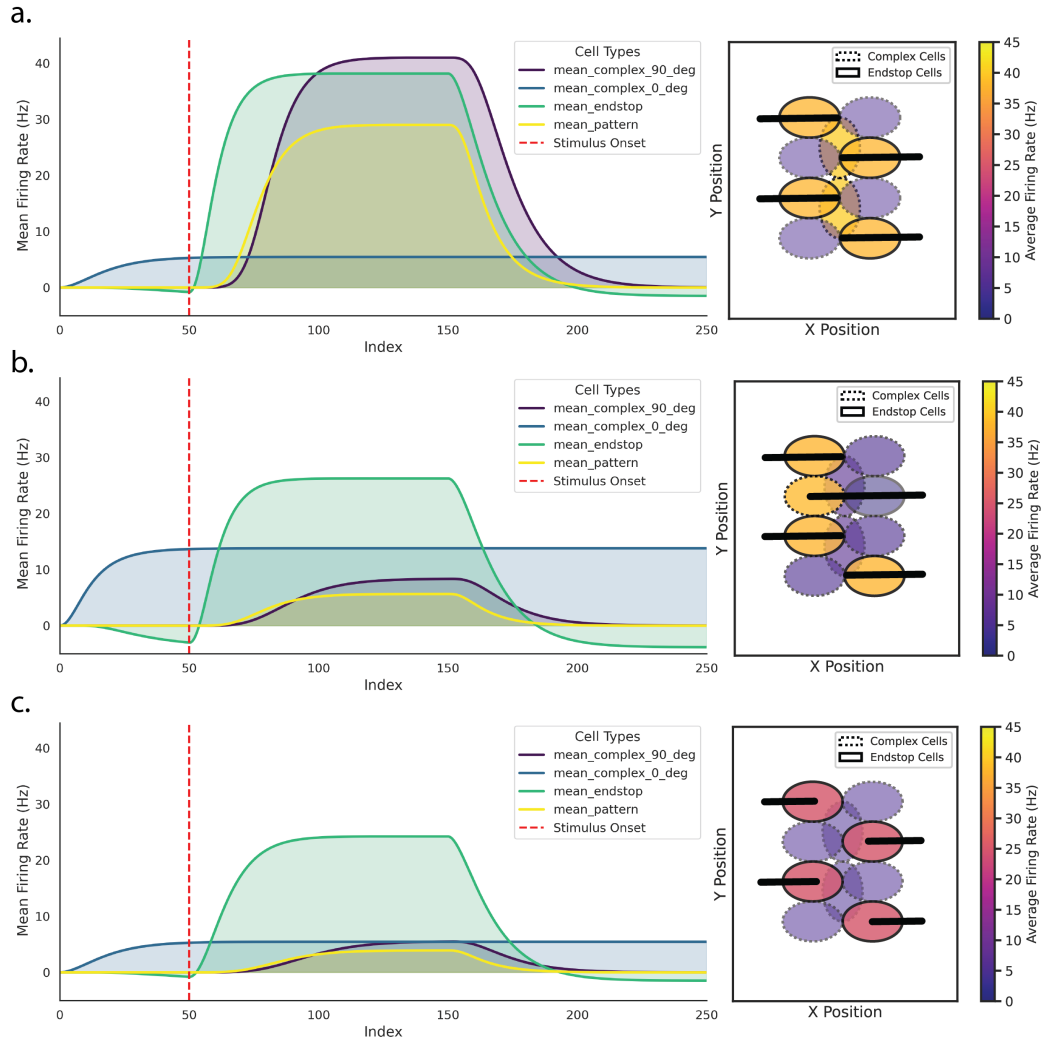 a.
Mean Firing Rate (Hz)
40
30
20
10
0
0
50
100
150
200
250
Index
Cell Types
mean_complex_90_deg
mean_complex_0_deg
mean_endstop
mean_pattern
Stimulus Onset
Y Position
X Position
Complex Cells
Endstop Cells
45
40
35
30
25
20
15
10
5
0
Average Firing Rate (Hz)
b.
Mean Firing Rate (Hz)
40
30
20
10
0
0
50
100
150
200
250
Index
Cell Types
mean_complex_90_deg
mean_complex_0_deg
mean_endstop
mean_pattern
Stimulus Onset
Y Position
X Position
Complex Cells
Endstop Cells
45
40
35
30
25
20
15
10
5
0
Average Firing Rate (Hz)
c.
Mean Firing Rate (Hz)
40
30
20
10
0
0
50
100
150
200
250
Index
Cell Types
mean_complex_90_deg
mean_complex_0_deg
mean_endstop
mean_pattern
Stimulus Onset
Y Position
X Position
Complex Cells
Endstop Cells
45
40
35
30
25
20
15
10
5
0
Average Firing Rate (Hz)